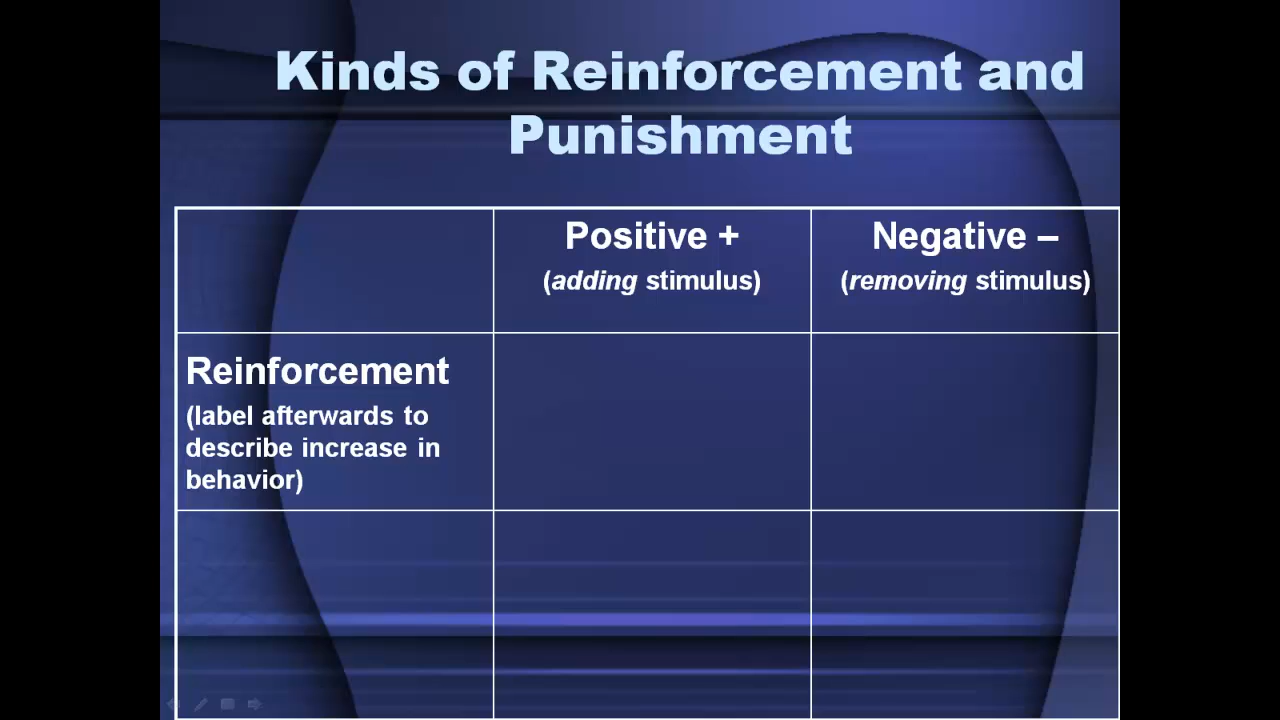 Kinds of Reinforcement and
Punishment
Positive +
(adding stimulus)
Negative –
(removing stimulus)
Reinforcement
(label afterwards to
describe increase in
behavior)